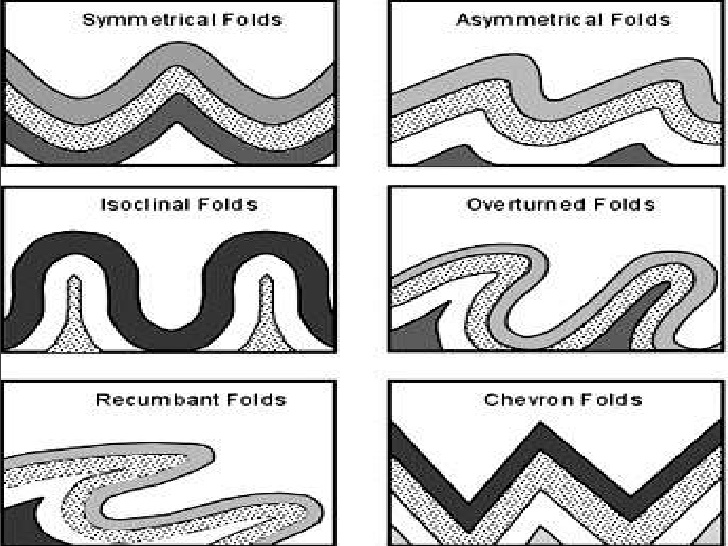 Symmetrical Folds
Asymmetrical Folds
Isoclinal Folds
Overturned Folds
Recumbant Folds
Chevron Folds